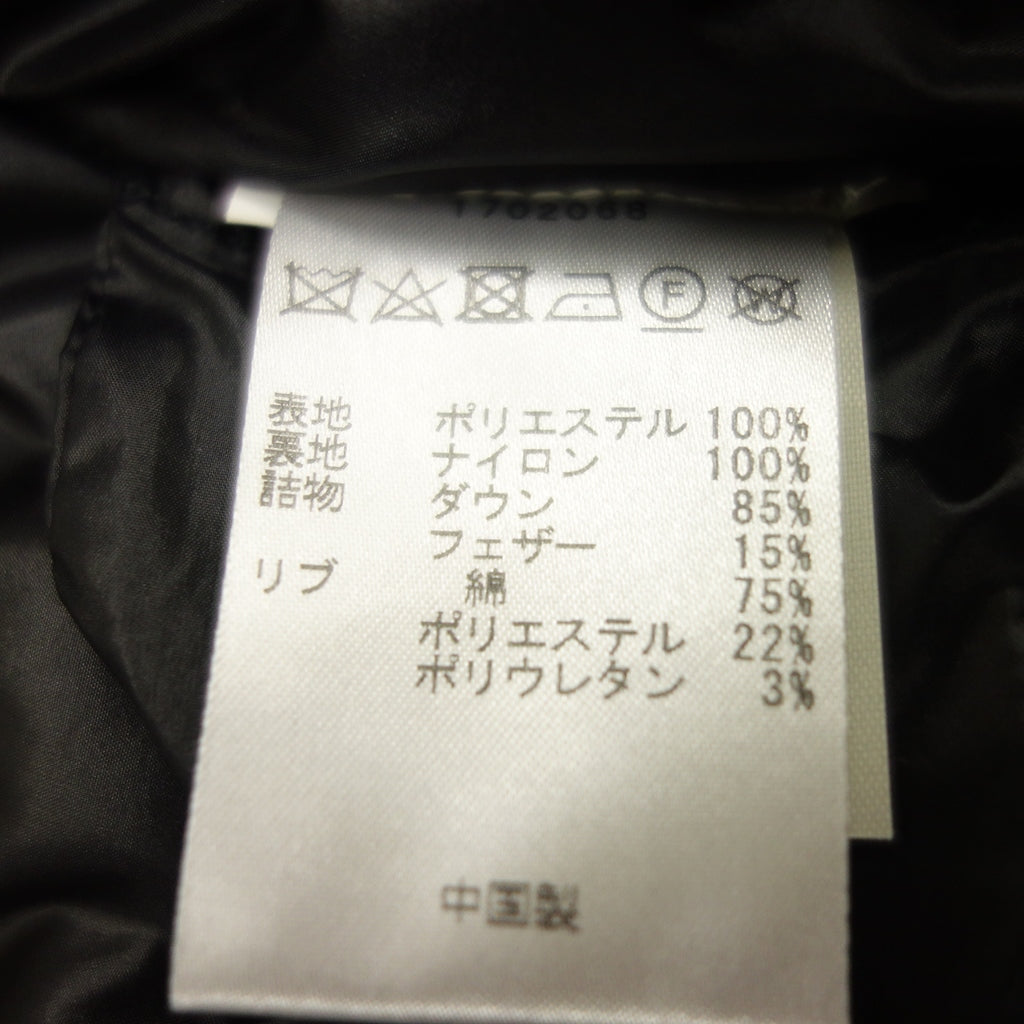 1702068
F
W
表地 ポリエステル 100%
裏地 ナイロン 100%
詰物 ダウン 85%
フェザー 15%
リブ 綿 75%
ポリエステル 22%
ポリウレタン 3%
中国製